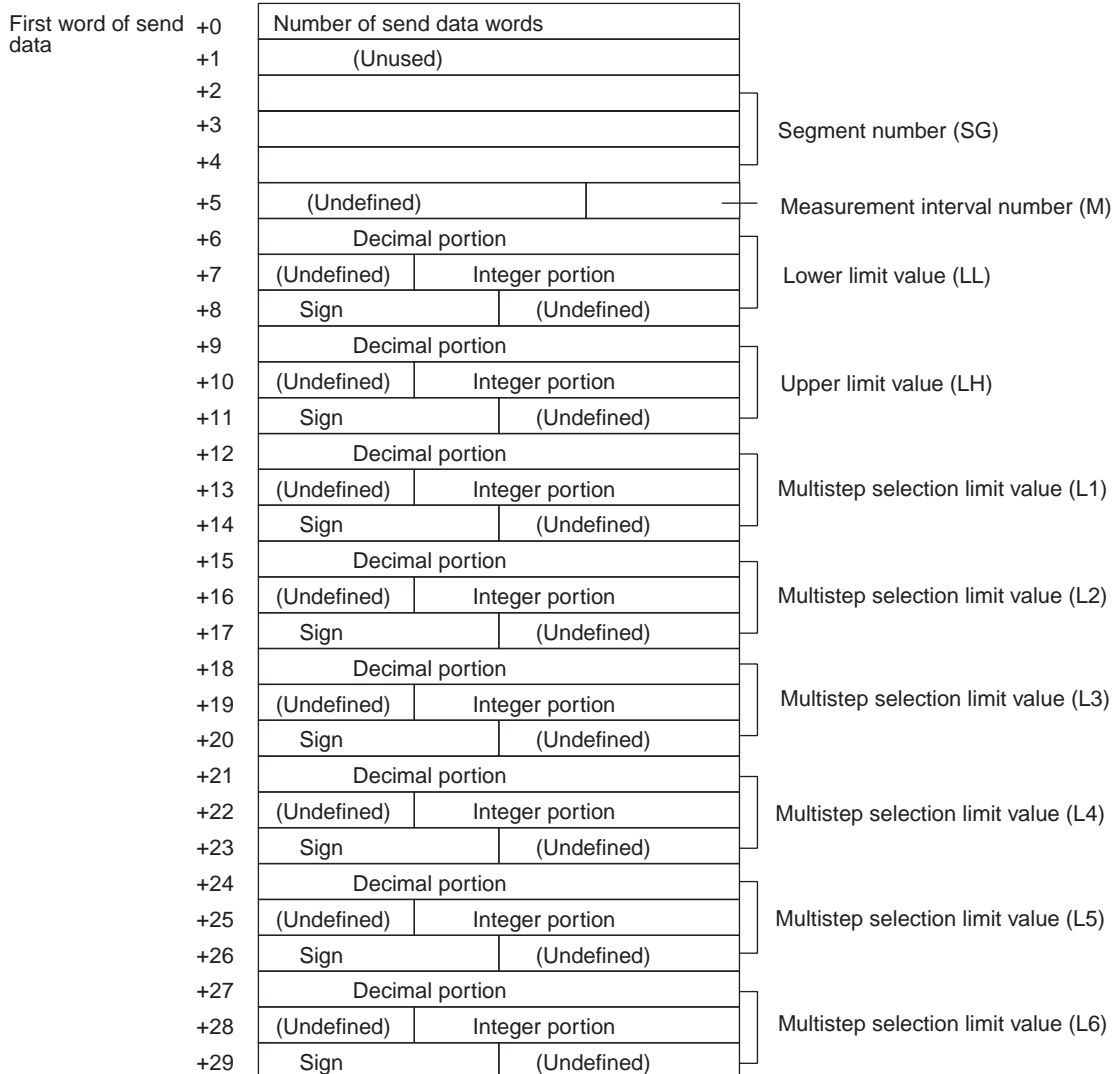 First word of send data
+0 Number of send data words
+1 (Unused)
+2
+3
+4
Segment number (SG)
+5 (Undefined)
Measurement interval number (M)
+6 Decimal portion
+7 (Undefined) Integer portion
+8 Sign (Undefined)
Lower limit value (LL)
+9 Decimal portion
+10 (Undefined) Integer portion
+11 Sign (Undefined)
Upper limit value (LH)
+12 Decimal portion
+13 (Undefined) Integer portion
+14 Sign (Undefined)
Multistep selection limit value (L1)
+15 Decimal portion
+16 (Undefined) Integer portion
+17 Sign (Undefined)
Multistep selection limit value (L2)
+18 Decimal portion
+19 (Undefined) Integer portion
+20 Sign (Undefined)
Multistep selection limit value (L3)
+21 Decimal portion
+22 (Undefined) Integer portion
+23 Sign (Undefined)
Multistep selection limit value (L4)
+24 Decimal portion
+25 (Undefined) Integer portion
+26 Sign (Undefined)
Multistep selection limit value (L5)
+27 Decimal portion
+28 (Undefined) Integer portion
+29 Sign (Undefined)
Multistep selection limit value (L6)